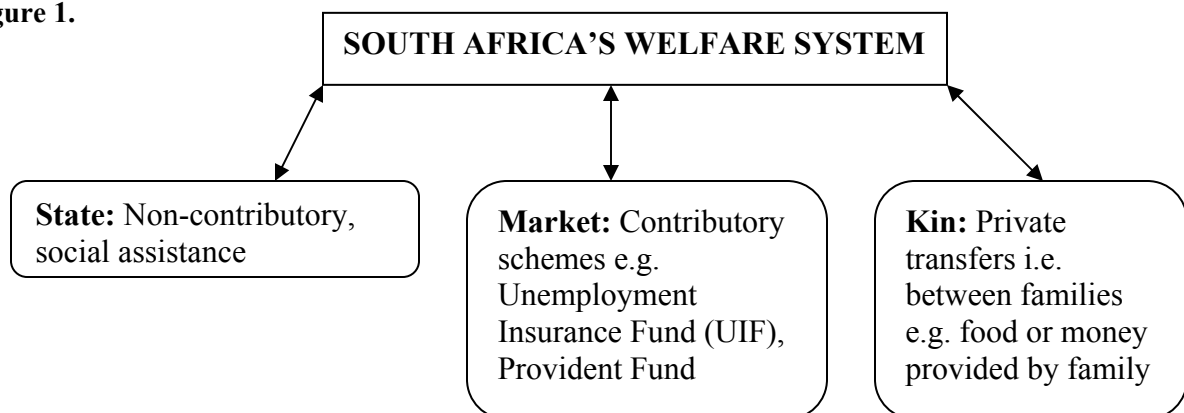 gure 1.
SOUTH AFRICA’S WELFARE SYSTEM
State: Non-contributory,
social assistance
Market: Contributory
schemes e.g.
Unemployment
Insurance Fund (UIF),
Provident Fund
Kin: Private
transfers i.e.
between families
e.g. food or money
provided by family